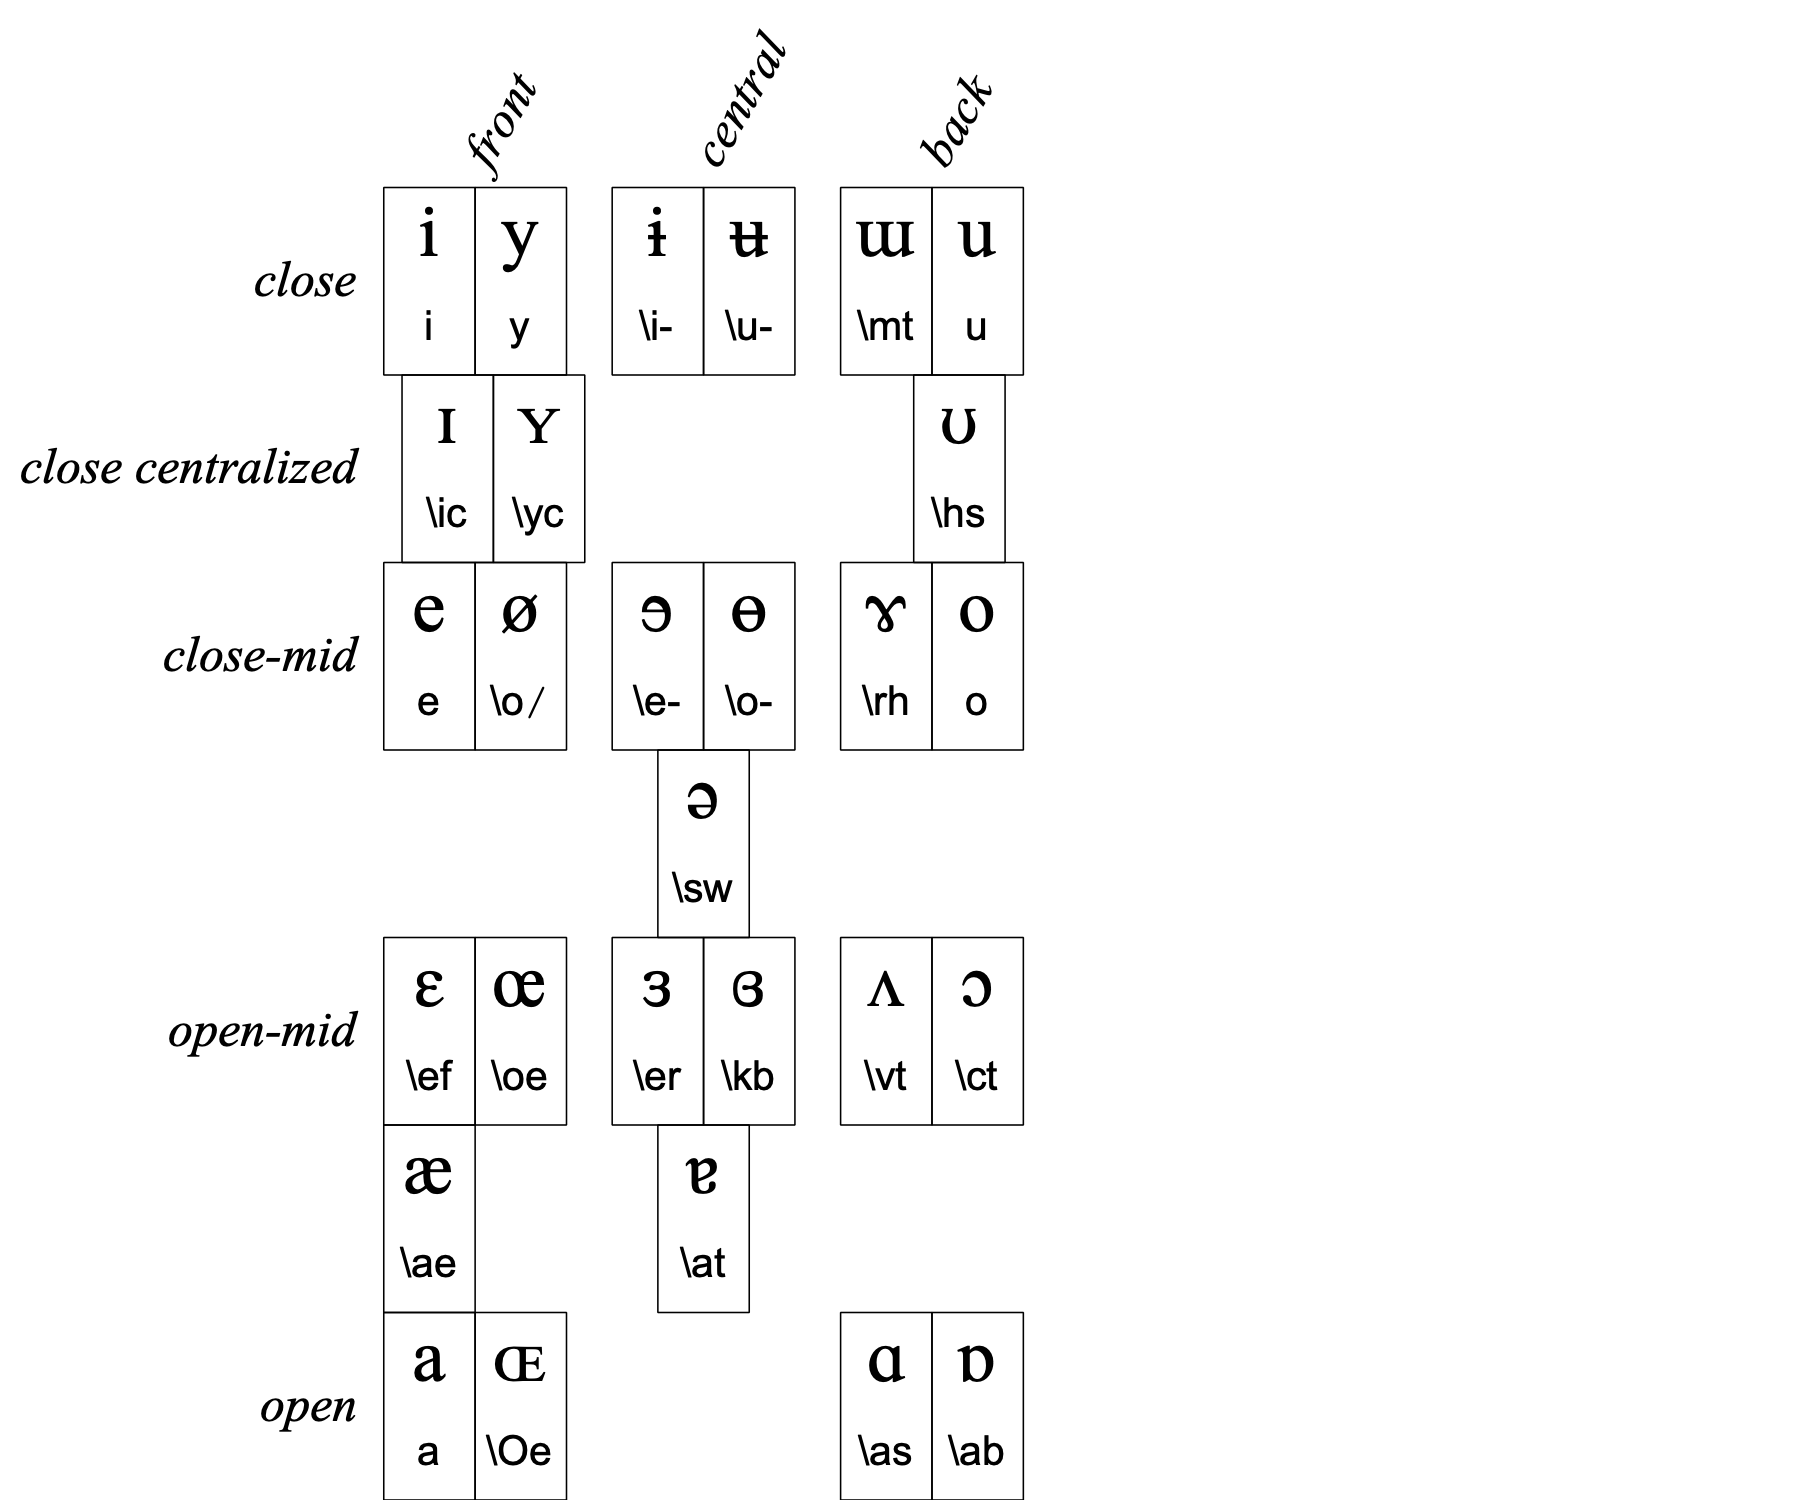 front central back
i y ɨ ʉ ɯ u
close
i y \i- \u- \mt u
ɪ ʏ ʊ
close centralized
\ic \yc \hs
e ø ɘ ɵ ɤ o
close-mid
e \o/ \e- \o- \rh o
ə
\sw
ɛ œ ɜ ɞ ʌ ɔ
open-mid
\ef \oe \er \kb \vt \ct
æ ɐ
\ae \at
a ɶ ɑ ɒ
open
a \Oe \as \ab